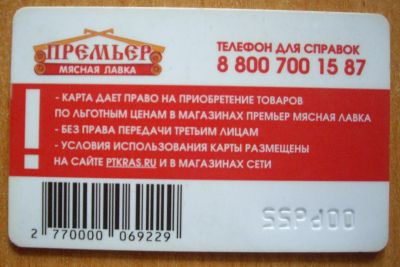 ПРЕМЬЕР
МЯСНАЯ ЛАВКА
ТЕЛЕФОН ДЛЯ СПРАВОК
8 800 700 15 87
! - КАРТА ДАЕТ ПРАВО НА ПРИОБРЕТЕНИЕ ТОВАРОВ
ПО ЛЬГОТНЫМ ЦЕНАМ В МАГАЗИНАХ ПРЕМЬЕР МЯСНАЯ ЛАВКА
- БЕЗ ПРАВА ПЕРЕДАЧИ ТРЕТЬИМ ЛИЦАМ
- УСЛОВИЯ ИСПОЛЬЗОВАНИЯ КАРТЫ РАЗМЕЩЕНЫ
НА САЙТЕ PTKRAS.RU И В МАГАЗИНАХ СЕТИ
2 770000 069229